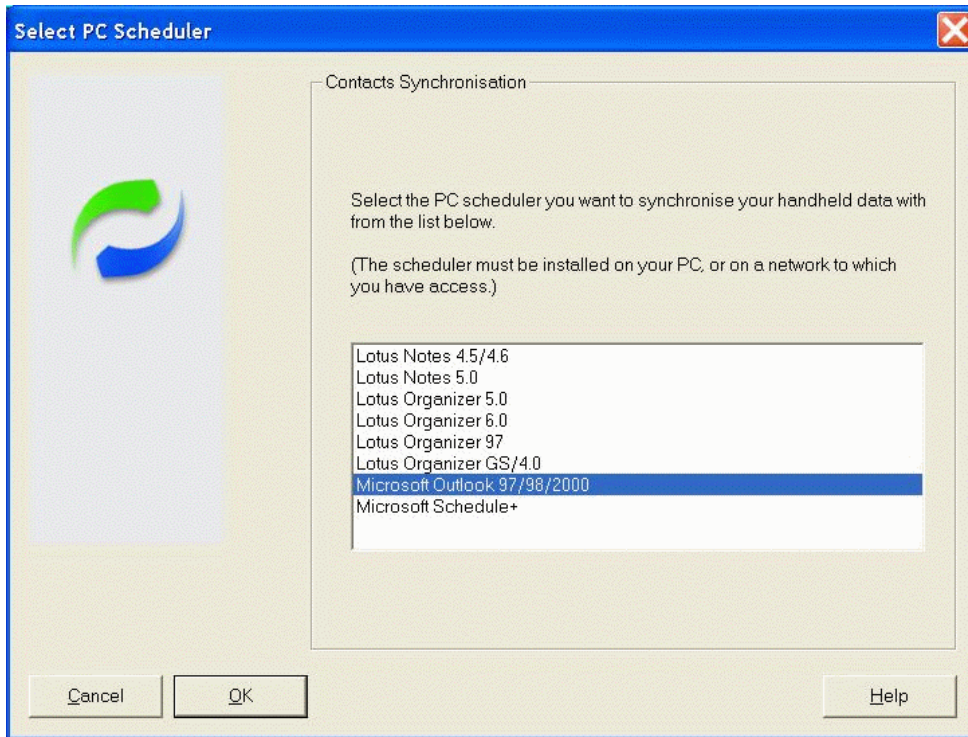 Select PC Scheduler
Contacts Synchronisation
Select the PC scheduler you want to synchronise your handheld data with
from the list below.
(The scheduler must be installed on your PC, or on a network to which
you have access.)
Lotus Notes 4.5/4.6
Lotus Notes 5.0
Lotus Organizer 5.0
Lotus Organizer 6.0
Lotus Organizer 97
Lotus Organizer GS/4.0
Microsoft Outlook 97/98/2000
Microsoft Schedule+
Cancel
OK
Help